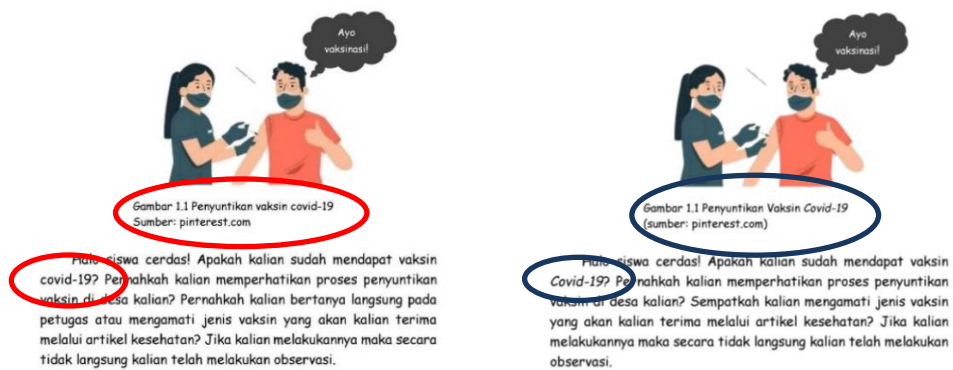 Ayo
vaksinasi!
Gambar 1.1 Penyuntikan vaksin covid-19
Sumber: pinterest.com
Halo siswa cerdas! Apakah kalian sudah mendapat vaksin
covid-19? Pernahkah kalian memperhatikan proses penyuntikan
vaksin di desa kalian? Pernahkah kalian bertanya langsung pada
petugas atau mengamati jenis vaksin yang akan kalian terima
melalui artikel kesehatan? Jika kalian melakukannya maka secara
tidak langsung kalian telah melakukan observasi.
Ayo
vaksinasi!
Gambar 1.1 Penyuntikan Vaksin Covid-19
(sumber: pinterest.com)
Halo siswa cerdas! Apakah kalian sudah mendapat vaksin
Covid-19? Pernahkah kalian memperhatikan proses penyuntikan
vaksin di desa kalian? Sempatkah kalian mengamati jenis vaksin
yang akan kalian terima melalui artikel kesehatan? Jika kalian
melakukannya maka secara tidak langsung kalian telah melakukan
observasi.